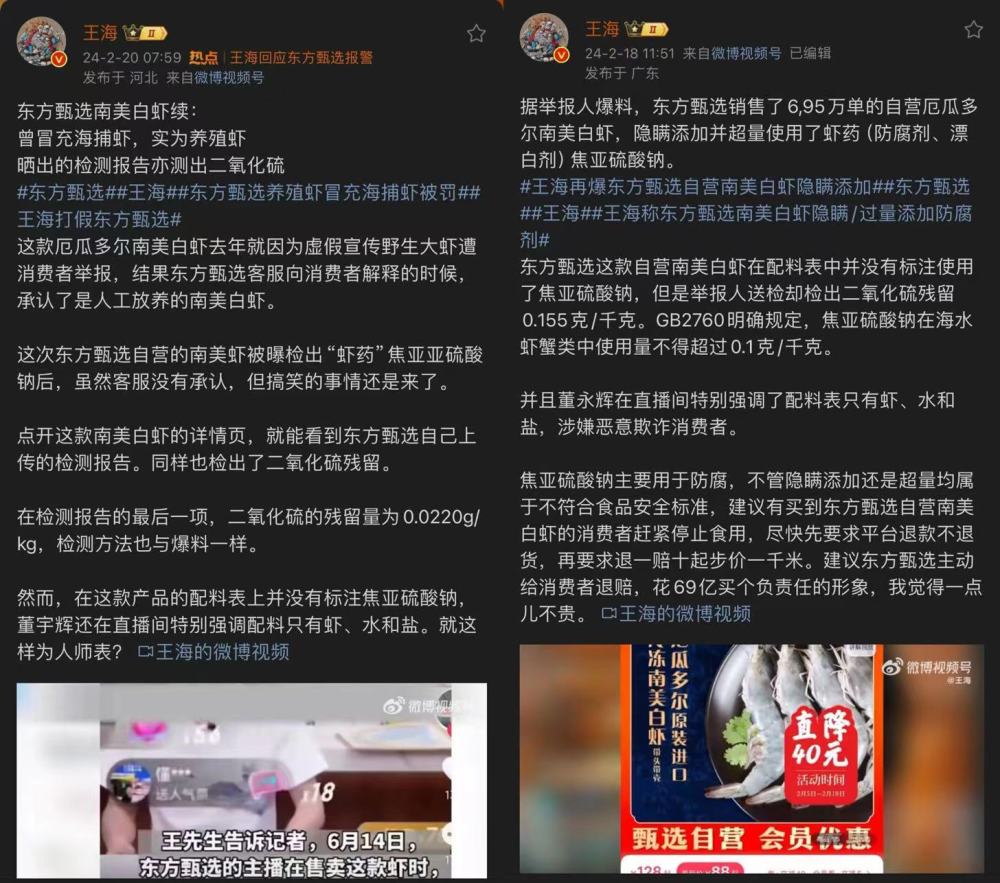 王海
II
24-2-20 07:59 热点 | 王海回应东方甄选报警
发布于 河北 来自微博视频号
东方甄选南美白虾续：
曾冒充海捕虾，实为养殖虾
晒出的检测报告亦测出二氧化硫
#东方甄选##王海##东方甄选养殖虾冒充海捕虾被罚##
王海打假东方甄选#
这款厄瓜多尔南美白虾去年就因为虚假宣传野生大虾遭
消费者举报，结果东方甄选客服向消费者解释的时候，
承认了是人工放养的南美白虾。
这次东方甄选自营的南美虾被曝检出“虾药”焦亚亚硫酸
钠后，虽然客服没有承认，但搞笑的事情还是来了。
点开这款南美白虾的详情页，就能看到东方甄选自己上
传的检测报告。同样也检出了二氧化硫残留。
在检测报告的最后一项，二氧化硫的残留量为0.0220g/
kg，检测方法也与爆料一样。
然而，在这款产品的配料表上并没有标注焦亚硫酸钠，
董宇辉还在直播间特别强调配料只有虾、水和盐。就这
样为人师表？ 王海的微博视频
微博视频号
懂***
送人气票
x18
王先生告诉记者，6月14日，
东方甄选的主播在售卖这款虾时，
王海
II
24-2-18 11:51 来自微博视频号 已编辑
发布于 广东
据举报人爆料，东方甄选销售了6,95万单的自营厄瓜多
尔南美白虾，隐瞒添加并超量使用了虾药（防腐剂、漂
白剂）焦亚硫酸钠。
#王海再爆东方甄选自营南美白虾隐瞒添加##东方甄选
##王海##王海称东方甄选南美白虾隐瞒/过量添加防腐
剂#
东方甄选这款自营南美白虾在配料表中并没有标注使用
了焦亚硫酸钠，但是举报人送检却检出二氧化硫残留
0.155克/千克。GB2760明确规定，焦亚硫酸钠在海水
虾蟹类中使用量不得超过0.1克/千克。
并且董永辉在直播间特别强调了配料表只有虾、水和
盐，涉嫌恶意欺诈消费者。
焦亚硫酸钠主要用于防腐，不管隐瞒添加还是超量均属
于不符合食品安全标准，建议有买到东方甄选自营南美
白虾的消费者赶紧停止食用，尽快先要求平台退款不退
货，再要求退一赔十起步价一千米。建议东方甄选主动
给消费者退赔，花69亿买个负责任的形象，我觉得一点
儿不贵。 王海的微博视频
微博视频号
@王海
厄瓜多尔原装进口
冻南美白虾
带头带壳
直降
40元
活动时间
2月5日-2月18日
甄选自营 会员优惠
¥128